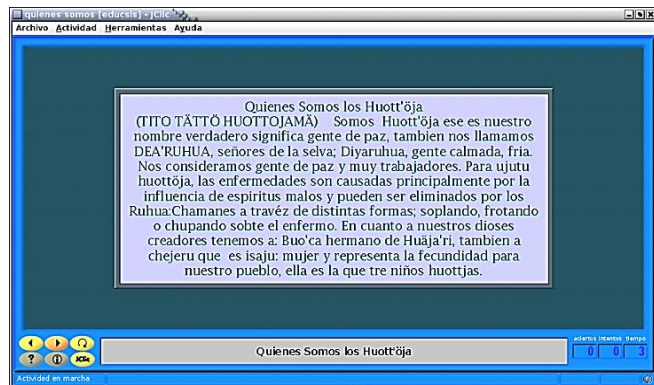 quienes somos [educsis] - JClic
Archivo Actividad Herramientas Ayuda
Quienes Somos los Huott'öja
(TITO TÄTTÖ HUOTTOJAMÄ) Somos Huott'öja ese es nuestro
nombre verdadero significa gente de paz, tambien nos llamamos
DEA'RUHUA, señores de la selva; Diyaruhua, gente calmada, fria.
Nos consideramos gente de paz y muy trabajadores. Para ujutu
huottöja, las enfermedades son causadas principalmente por la
influencia de espiritus malos y pueden ser eliminados por los
Ruhua:Chamanes a travéz de distintas formas; soplando, frotando
o chupando sobte el enfermo. En cuanto a nuestros dioses
creadores tenemos a: Buo'ca hermano de Huäja'ri, tambien a
chejeru que es isaju: mujer y representa la fecundidad para
nuestro pueblo, ella es la que tre niños huottjas.
Quienes Somos los Huott'öja
aciertos intentos tiempo
0 0 3
? JClic
Actividad en marcha